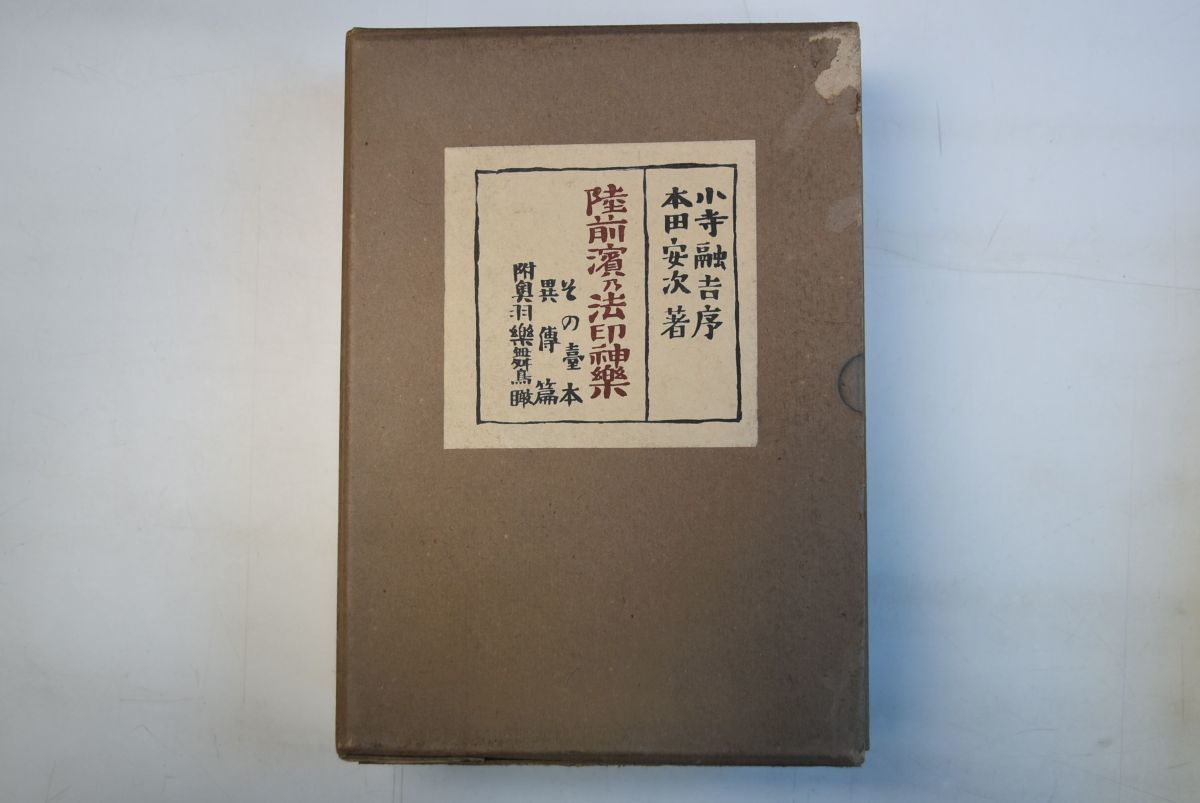 小寺融吉序
本田安次著
陸前濱乃法印神樂
その臺本
異傳篇
附奥羽樂舞鳥瞰